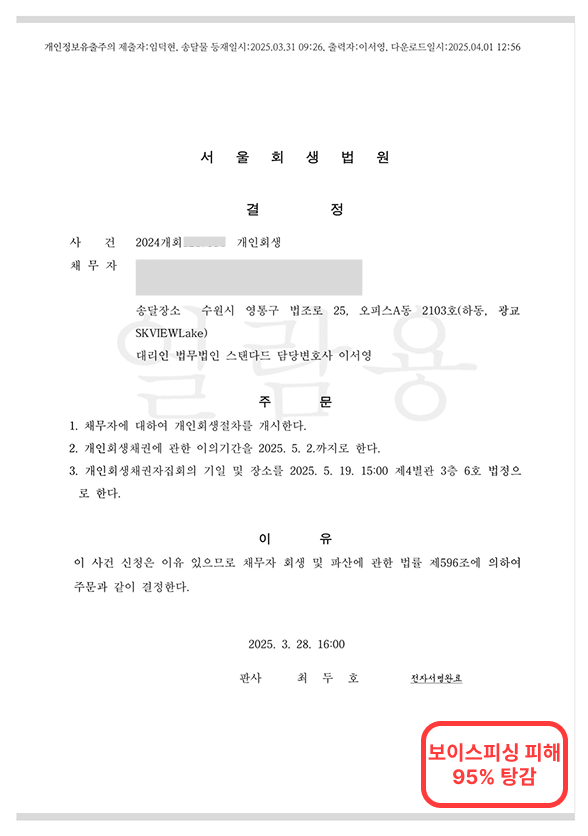 개인정보유출주의 제출자:임덕현, 송달물 등재일시:2025.03.31 09:26, 출력자:이서영, 다운로드일시:2025.04.01 12:56
서 울 회 생 법 원
결 정
사 건 2024개회 개인회생
채 무 자
송달장소 수원시 영통구 법조로 25, 오피스A동 2103호(하동, 광교
SKVIEWLake)
대리인 법무법인 스탠다드 담당변호사 이서영
열람용
주 문
1. 채무자에 대하여 개인회생절차를 개시한다.
2. 개인회생채권에 관한 이의기간을 2025. 5. 2.까지로 한다.
3. 개인회생채권자집회의 기일 및 장소를 2025. 5. 19. 15:00 제4별관 3층 6호 법정으
로 한다.
이 유
이 사건 신청은 이유 있으므로 채무자 회생 및 파산에 관한 법률 제596조에 의하여
주문과 같이 결정한다.
2025. 3. 28. 16:00
판사 최 두 호 전자서명완료
보이스피싱 피해
95% 탕감